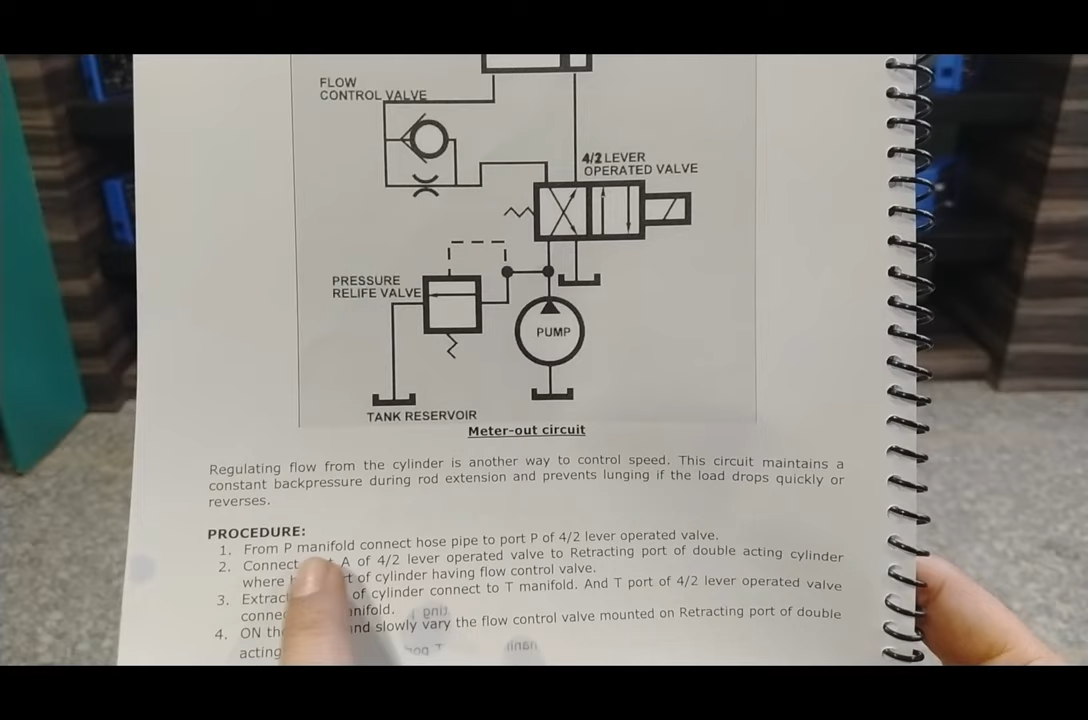 FLOW
CONTROL VALVE
4/2 LEVER
OPERATED VALVE
PRESSURE
RELIFE VALVE
PUMP
TANK RESERVOIR
Meter-out circuit
Regulating flow from the cylinder is another way to control speed. This circuit maintains a
constant backpressure during rod extension and prevents lunging if the load drops quickly or
reverses.
PROCEDURE:
1. From P manifold connect hose pipe to port P of 4/2 lever operated valve.
2. Connect A of 4/2 lever operated valve to Retracting port of double acting cylinder
where of cylinder having flow control valve.
3. of cylinder connect to T manifold. And T port of 4/2 lever operated valve
4. ON and slowly vary the flow control valve mounted on Retracting port of double
acting